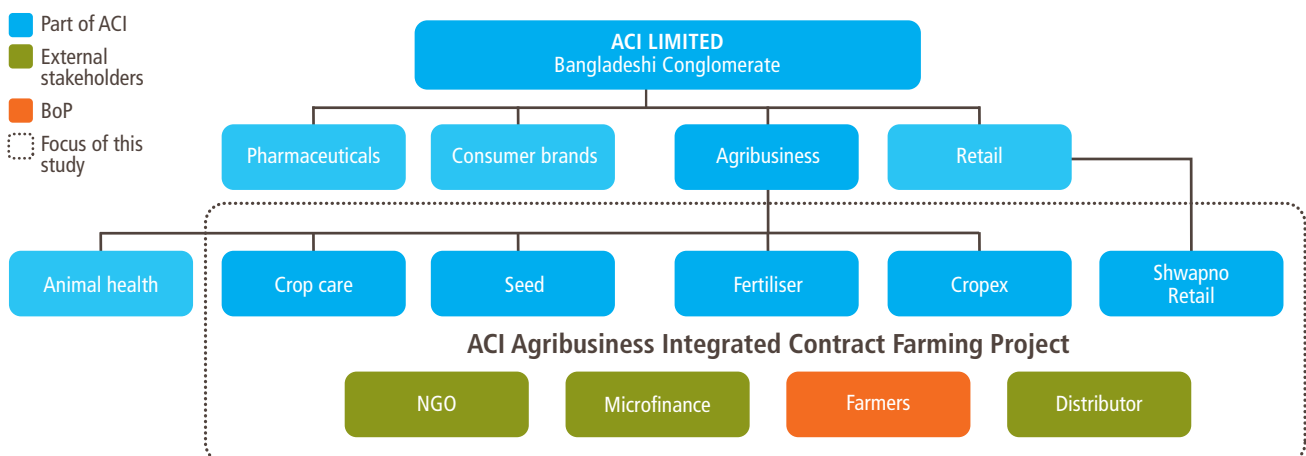 Part of ACI
External
stakeholders
BoP
Focus of this
study
ACI LIMITED
Bangladeshi Conglomerate
Pharmaceuticals
Consumer brands
Agribusiness
Retail
Animal health
Crop care
Seed
Fertiliser
Cropex
Shwapno
Retail
ACI Agribusiness Integrated Contract Farming Project
NGO
Microfinance
Farmers
Distributor